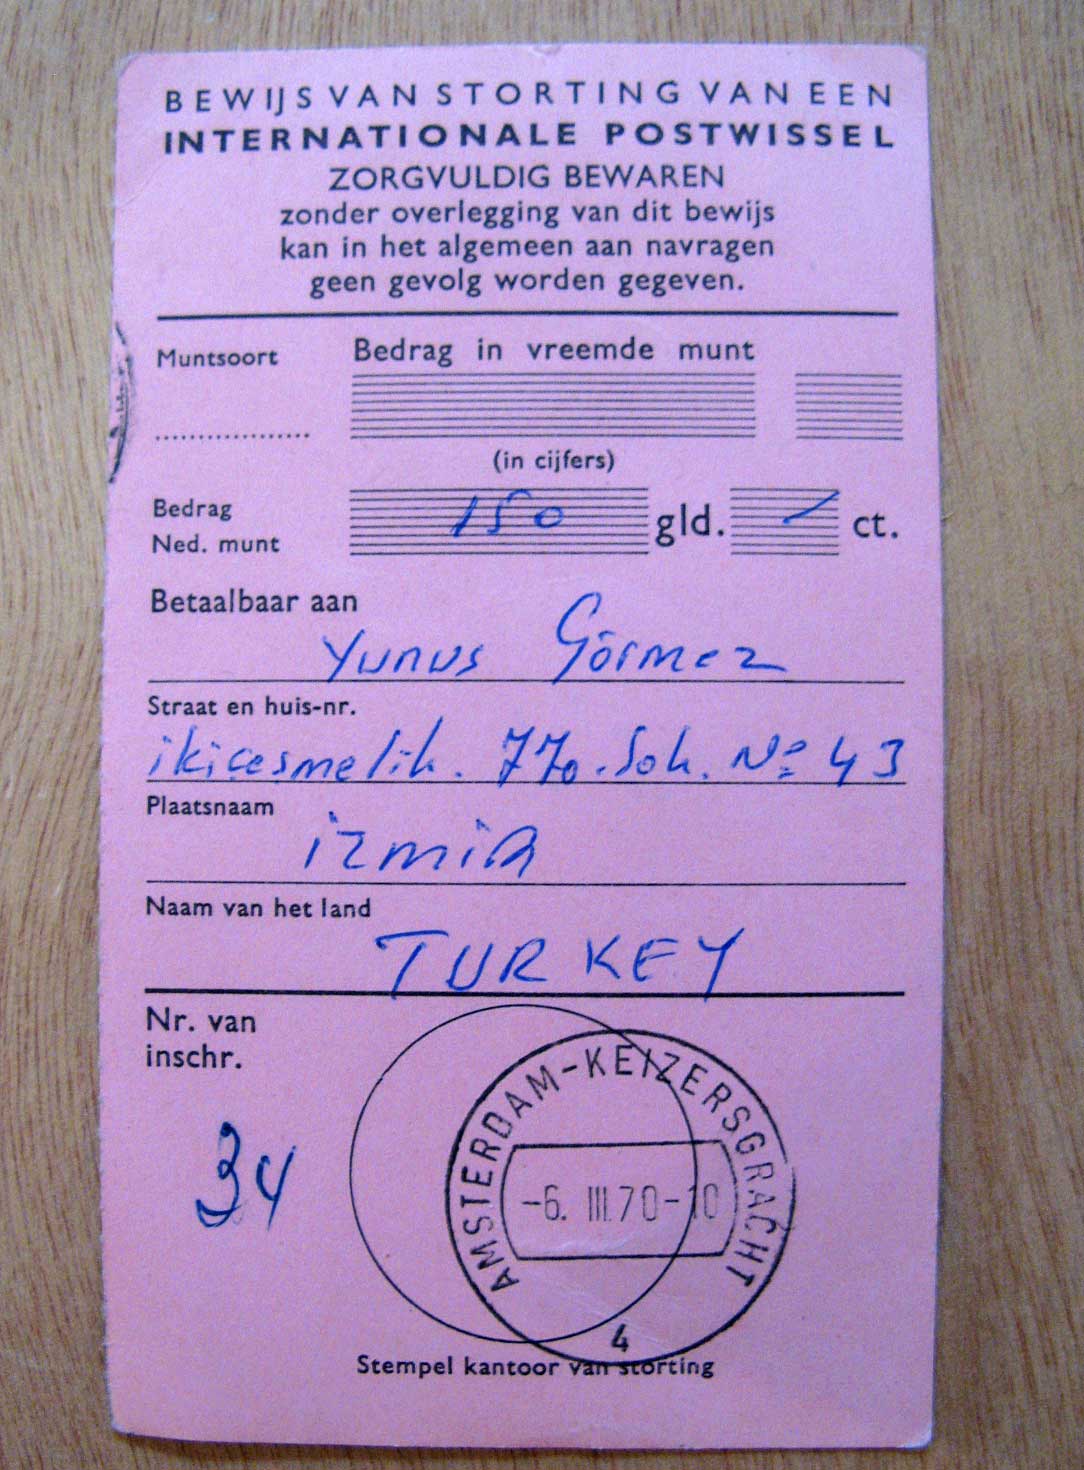 BEWIJS VAN STORTING VAN EEN
INTERNATIONALE POSTWISSEL
ZORGVULDIG BEWAREN
zonder overlegging van dit bewijs
kan in het algemeen aan navragen
geen gevolg worden gegeven.
Muntsoort Bedrag in vreemde munt
(in cijfers)
Bedrag
Ned. munt 150 gld. / ct.
Betaalbaar aan
Yunus Görmez
Straat en huis-nr.
ikicesmelik. 770. Sok. No= 43
Plaatsnaam
izmiR
Naam van het land
TURKEY
Nr. van
inschr.
34
AMSTERDAM-KEIZERSGRACHT
-6. III.70-10
4
Stempel kantoor van storting